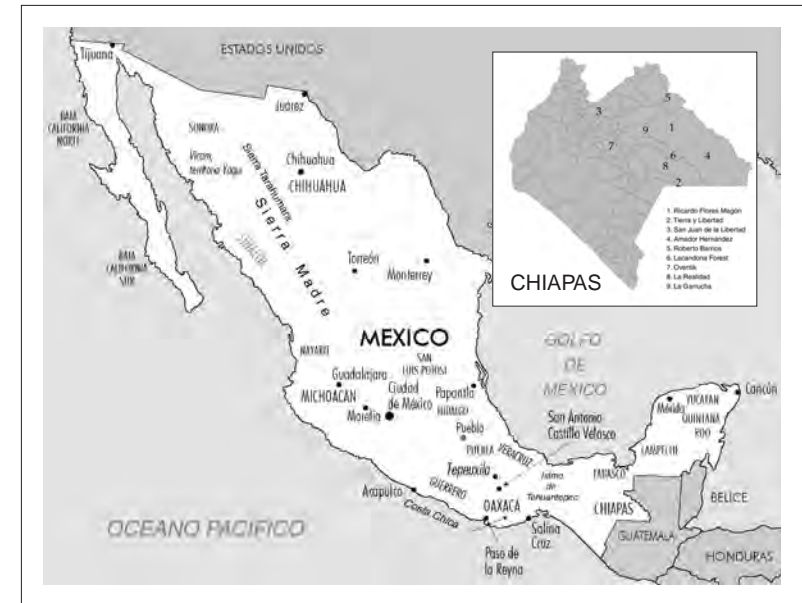 ESTADOS UNIDOS
Tijuana
Juárez
BAJA
CALIFORNIA
NORTE
SONORA
Vicam,
territorio Yaqui
Sierra Tarahumara
Chihuahua
CHIHUAHUA
Sierra Madre
BAJA
CALIFORNIA
SUR
SINALOA
Torreón
Monterrey
MEXICO
NAYARIT
SAN
LUIS POTOSI
Guadalajara
MICHOACAN
Ciudad
de México
Morelia
Papantla
HIDALGO
Puebla
PUEBLA
VERACRUZ
GOLFO
DE
MEXICO
San Antonio
Castillo Velasco
Tepeuxila
GUERRERO
Acapulco
Costa Chica
OAXACA
Istmo
de
Tehuantepec
Salina
Cruz
Paso de
la Reyna
TABASCO
CHIAPAS
CAMPECHE
Mérida
YUCATAN
QUINTANA
ROO
Cancún
BELICE
GUATEMALA
HONDURAS
OCEANO PACIFICO
5
3
9
1
7
6
4
8
2
1. Ricardo Flores Magón
2. Tierra y Libertad
3. San Juan de la Libertad
4. Amador Hernández
5. Roberto Barrios
6. Lacandona Forest
7. Oventik
8. La Realidad
9. La Garrucha
CHIAPAS